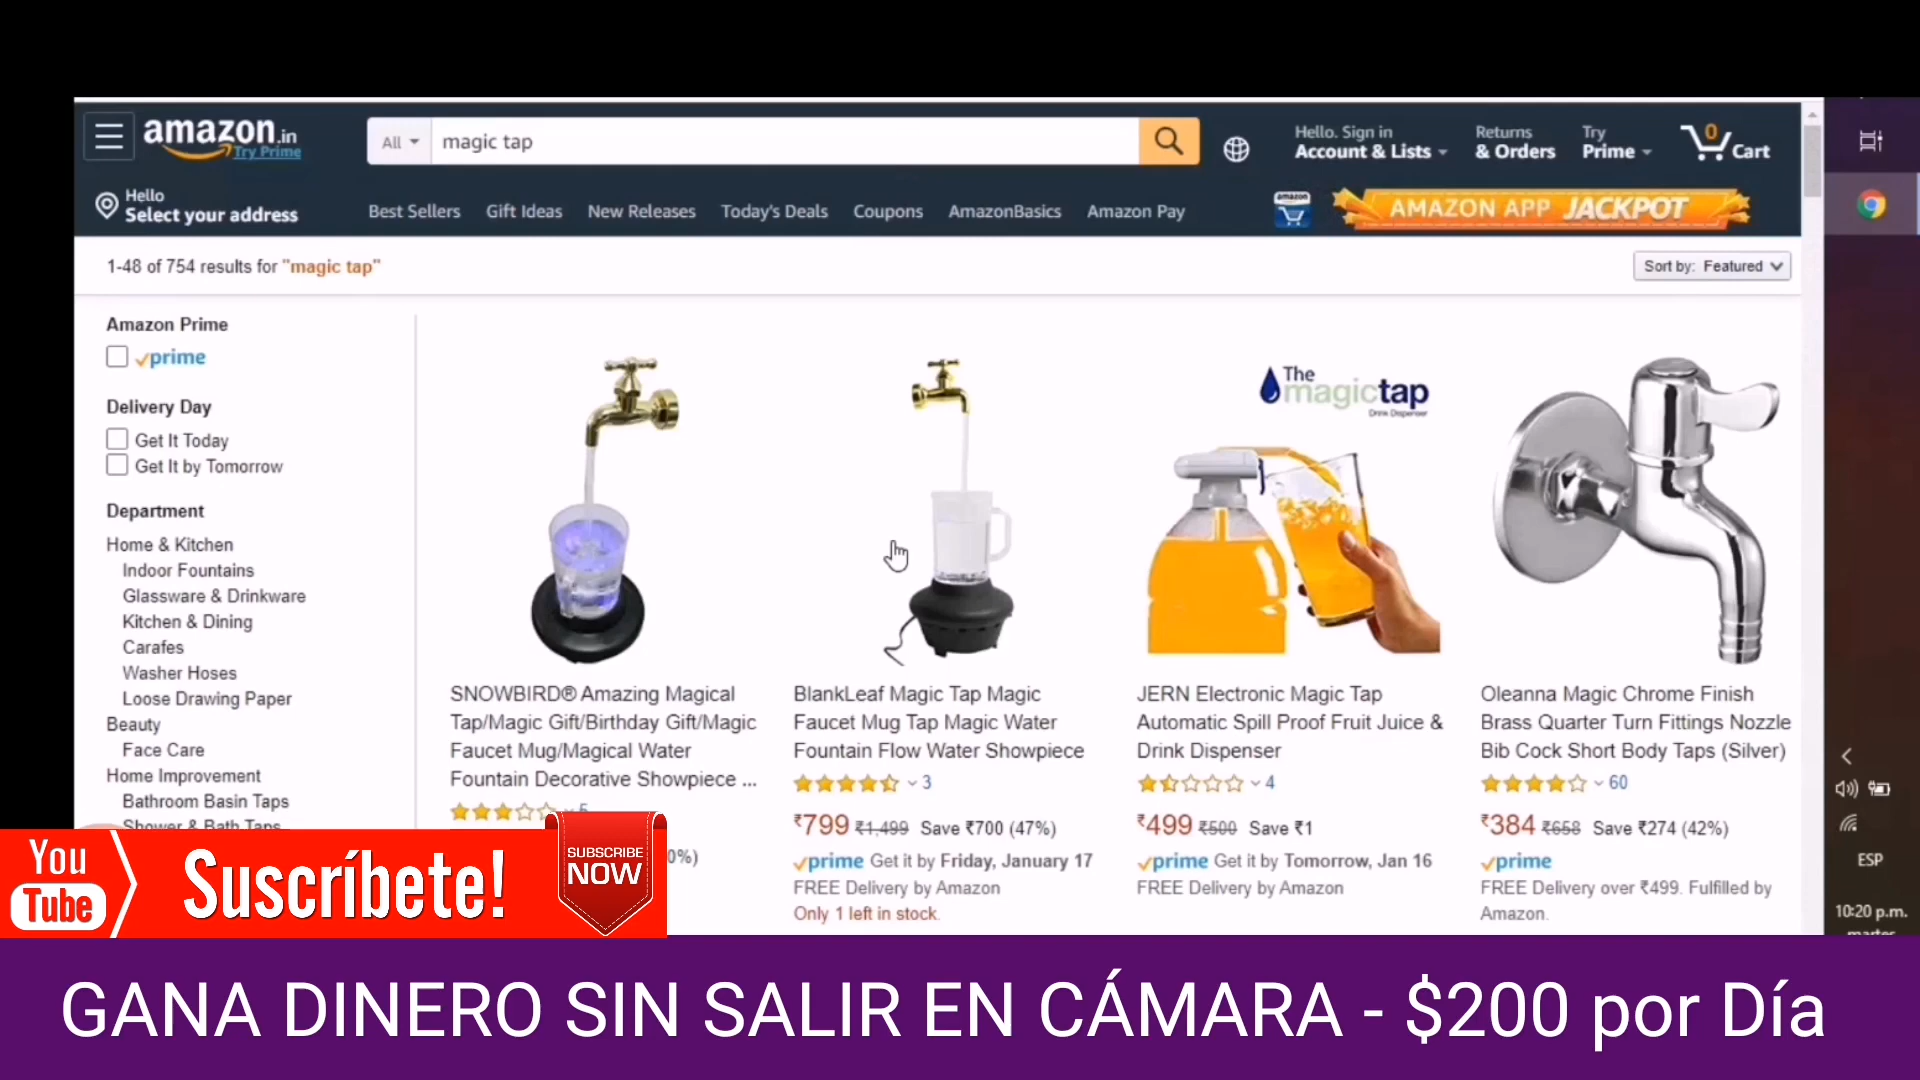 amazon.in
Try Prime
All
magic tap
Hello. Sign in
Account & Lists
Returns
& Orders
Try
Prime
0
Cart
Hello
Select your address
Best Sellers
Gift Ideas
New Releases
Today's Deals
Coupons
AmazonBasics
Amazon Pay
amazon
AMAZON APP JACKPOT
1-48 of 754 results for "magic tap"
Sort by: Featured
Amazon Prime
prime
Delivery Day
Get It Today
Get It by Tomorrow
Department
Home & Kitchen
Indoor Fountains
Glassware & Drinkware
Kitchen & Dining
Carafes
Washer Hoses
Loose Drawing Paper
Beauty
Face Care
Home Improvement
Bathroom Basin Taps
Shower & Bath Taps
SNOWBIRD® Amazing Magical
Tap/Magic Gift/Birthday Gift/Magic
Faucet Mug/Magical Water
Fountain Decorative Showpiece ...
5
0%)
BlankLeaf Magic Tap Magic
Faucet Mug Tap Magic Water
Fountain Flow Water Showpiece
3
₹799 ₹1,499 Save ₹700 (47%)
prime Get it by Friday, January 17
FREE Delivery by Amazon
Only 1 left in stock.
The
magictap
Drink Dispenser
JERN Electronic Magic Tap
Automatic Spill Proof Fruit Juice &
Drink Dispenser
4
₹499 ₹500 Save ₹1
prime Get it by Tomorrow, Jan 16
FREE Delivery by Amazon
Oleanna Magic Chrome Finish
Brass Quarter Turn Fittings Nozzle
Bib Cock Short Body Taps (Silver)
60
₹384 ₹658 Save ₹274 (42%)
prime
FREE Delivery over ₹499. Fulfilled by
Amazon.
ESP
10:20 p.m.
martes
You
Tube
Suscríbete!
SUBSCRIBE
NOW
GANA DINERO SIN SALIR EN CÁMARA - $200 por Día